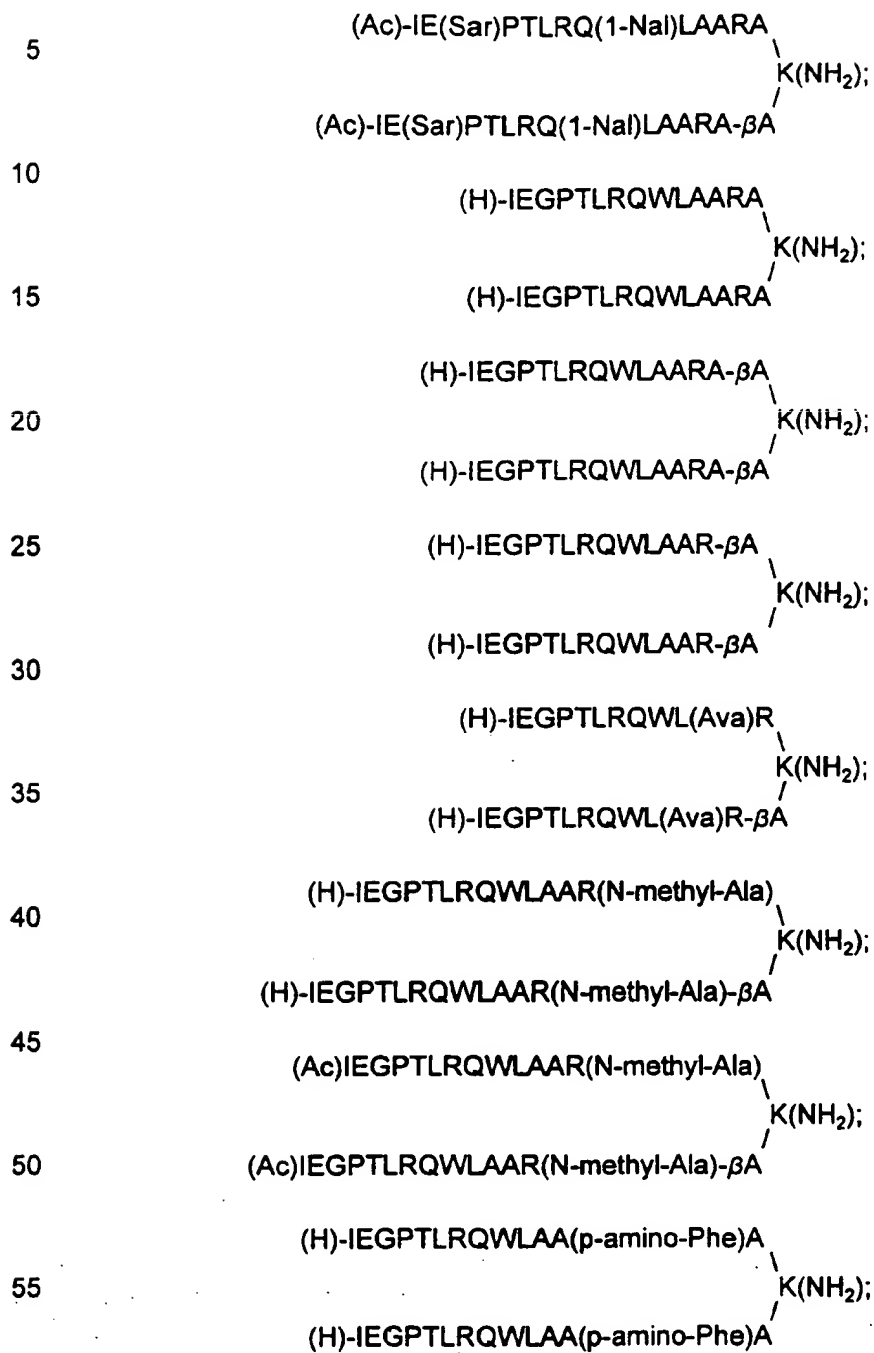 (Ac)-IE(Sar)PTLRQ(1-Nal)LAARA
5
\
K(NH₂);
/
(Ac)-IE(Sar)PTLRQ(1-Nal)LAARA-βA
10
(H)-IEGPTLRQWLAARA
\
K(NH₂);
/
15 (H)-IEGPTLRQWLAARA
(H)-IEGPTLRQWLAARA-βA
\
20 K(NH₂);
/
(H)-IEGPTLRQWLAARA-βA
25 (H)-IEGPTLRQWLAAR-βA
\
K(NH₂);
/
(H)-IEGPTLRQWLAAR-βA
30
(H)-IEGPTLRQWL(Ava)R
\
K(NH₂);
35 /
(H)-IEGPTLRQWL(Ava)R-βA
(H)-IEGPTLRQWLAAR(N-methyl-Ala)
40 \
K(NH₂);
/
(H)-IEGPTLRQWLAAR(N-methyl-Ala)-βA
45
(Ac)IEGPTLRQWLAAR(N-methyl-Ala)
\
K(NH₂);
/
50 (Ac)IEGPTLRQWLAAR(N-methyl-Ala)-βA
(H)-IEGPTLRQWLAA(p-amino-Phe)A
\
55 K(NH₂);
/
(H)-IEGPTLRQWLAA(p-amino-Phe)A